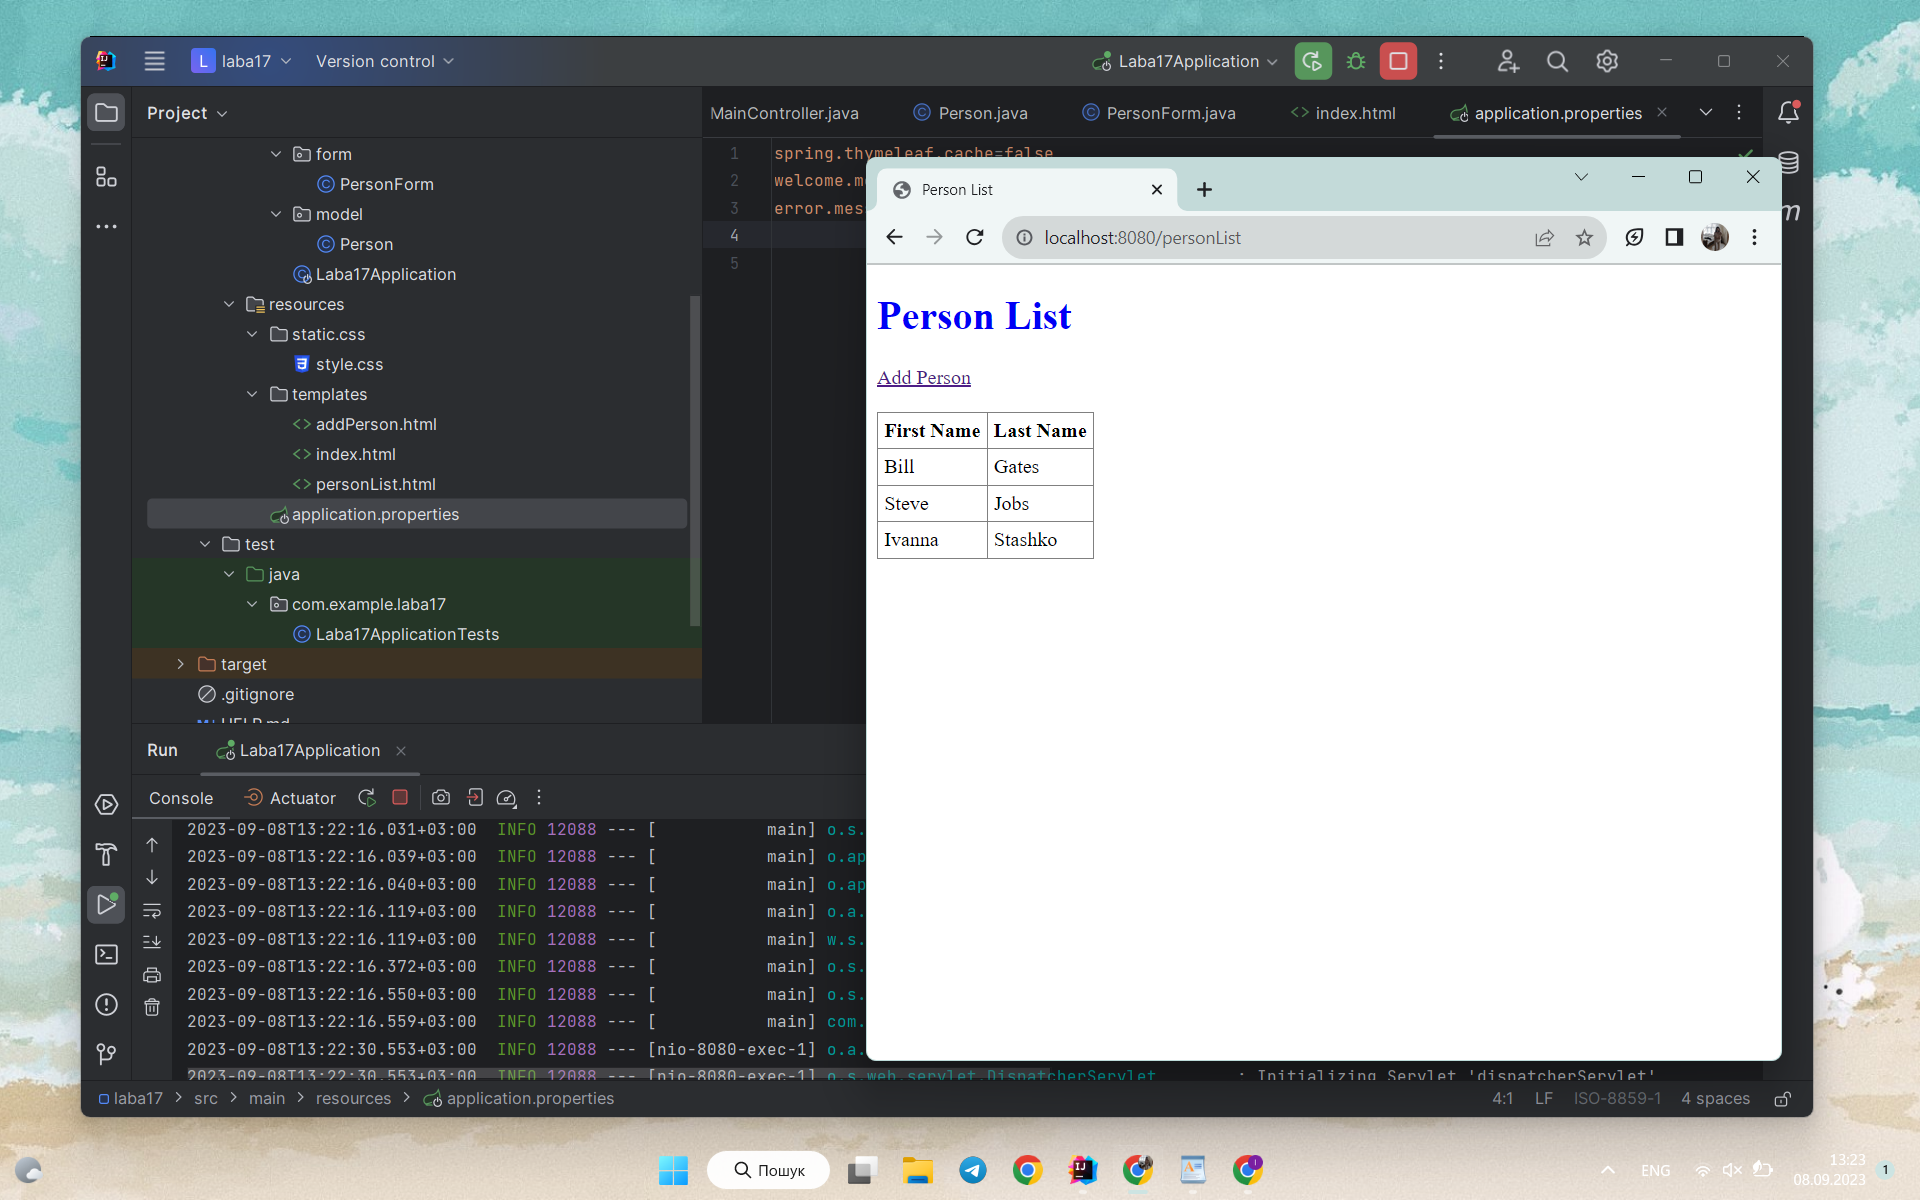 L laba17
Version control
Laba17Application
Project
MainController.java
Person.java
PersonForm.java
index.html
application.properties
form
PersonForm
model
Person
Laba17Application
resources
static.css
style.css
templates
addPerson.html
index.html
personList.html
application.properties
test
java
com.example.laba17
Laba17ApplicationTests
target
.gitignore
HELP.md
1 spring.thymeleaf.cache=false
2 welcome.m
3 error.mes
4
5
Person List
localhost:8080/personList
Person List
Add Person
First Name Last Name
Bill Gates
Steve Jobs
Ivanna Stashko
Run
Laba17Application
Console
Actuator
2023-09-08T13:22:16.031+03:00 INFO 12088 --- [ main] o.s.
2023-09-08T13:22:16.039+03:00 INFO 12088 --- [ main] o.ap
2023-09-08T13:22:16.040+03:00 INFO 12088 --- [ main] o.ap
2023-09-08T13:22:16.119+03:00 INFO 12088 --- [ main] o.a.
2023-09-08T13:22:16.119+03:00 INFO 12088 --- [ main] w.s.
2023-09-08T13:22:16.372+03:00 INFO 12088 --- [ main] o.s.
2023-09-08T13:22:16.550+03:00 INFO 12088 --- [ main] o.s.
2023-09-08T13:22:16.559+03:00 INFO 12088 --- [ main] com.
2023-09-08T13:22:30.553+03:00 INFO 12088 --- [nio-8080-exec-1] o.a.
2023-09-08T13:22:30.553+03:00 INFO 12088 --- [nio-8080-exec-1] o.s.web.servlet.DispatcherServlet : Initializing Servlet 'dispatcherServlet'
laba17 > src > main > resources > application.properties
4:1 LF ISO-8859-1 4 spaces
Пошук
ENG
13:23
08.09.2023
1